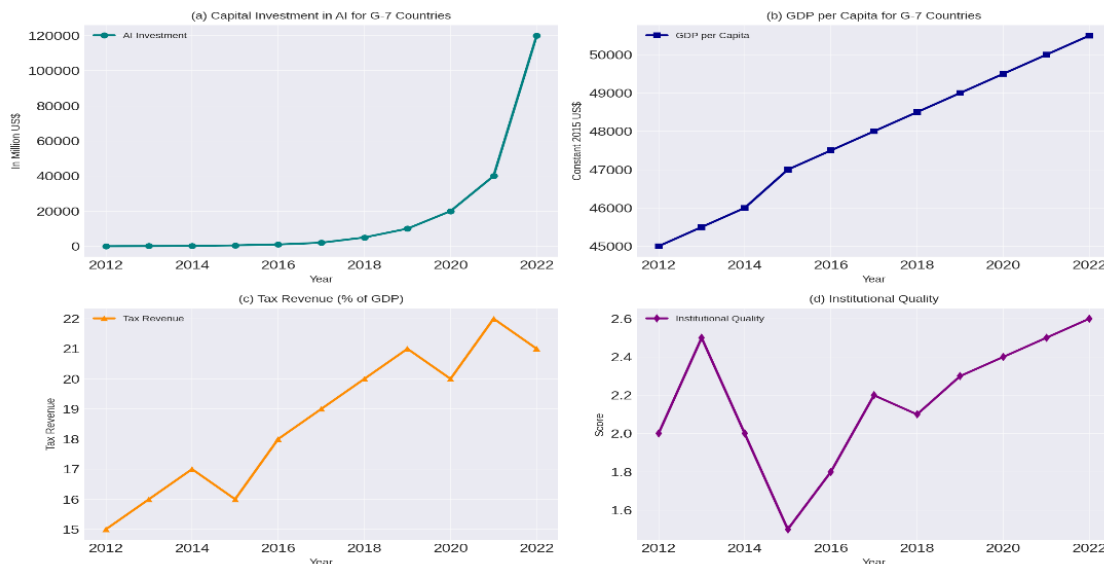 (a) Capital Investment in AI for G-7 Countries
AI Investment
120000
100000
80000
60000
40000
20000
0
In Million US$
2012 2014 2016 2018 2020 2022
Year
(b) GDP per Capita for G-7 Countries
GDP per Capita
50000
49000
48000
47000
46000
45000
Constant 2015 US$
2012 2014 2016 2018 2020 2022
Year
(c) Tax Revenue (% of GDP)
Tax Revenue
22
21
20
19
18
17
16
15
Tax Revenue
2012 2014 2016 2018 2020 2022
Year
(d) Institutional Quality
Institutional Quality
2.6
2.4
2.2
2.0
1.8
1.6
Score
2012 2014 2016 2018 2020 2022
Year